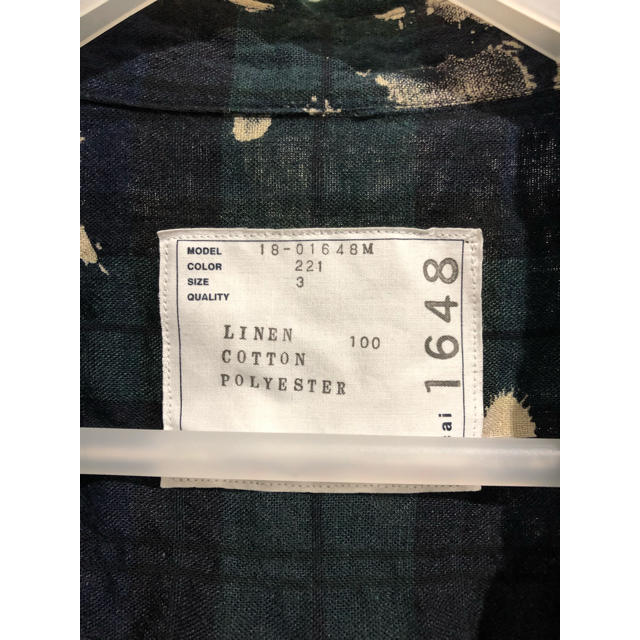 MODEL 18-01648M
COLOR 221
SIZE 3
QUALITY
LINEN 100
COTTON
POLYESTER
1648